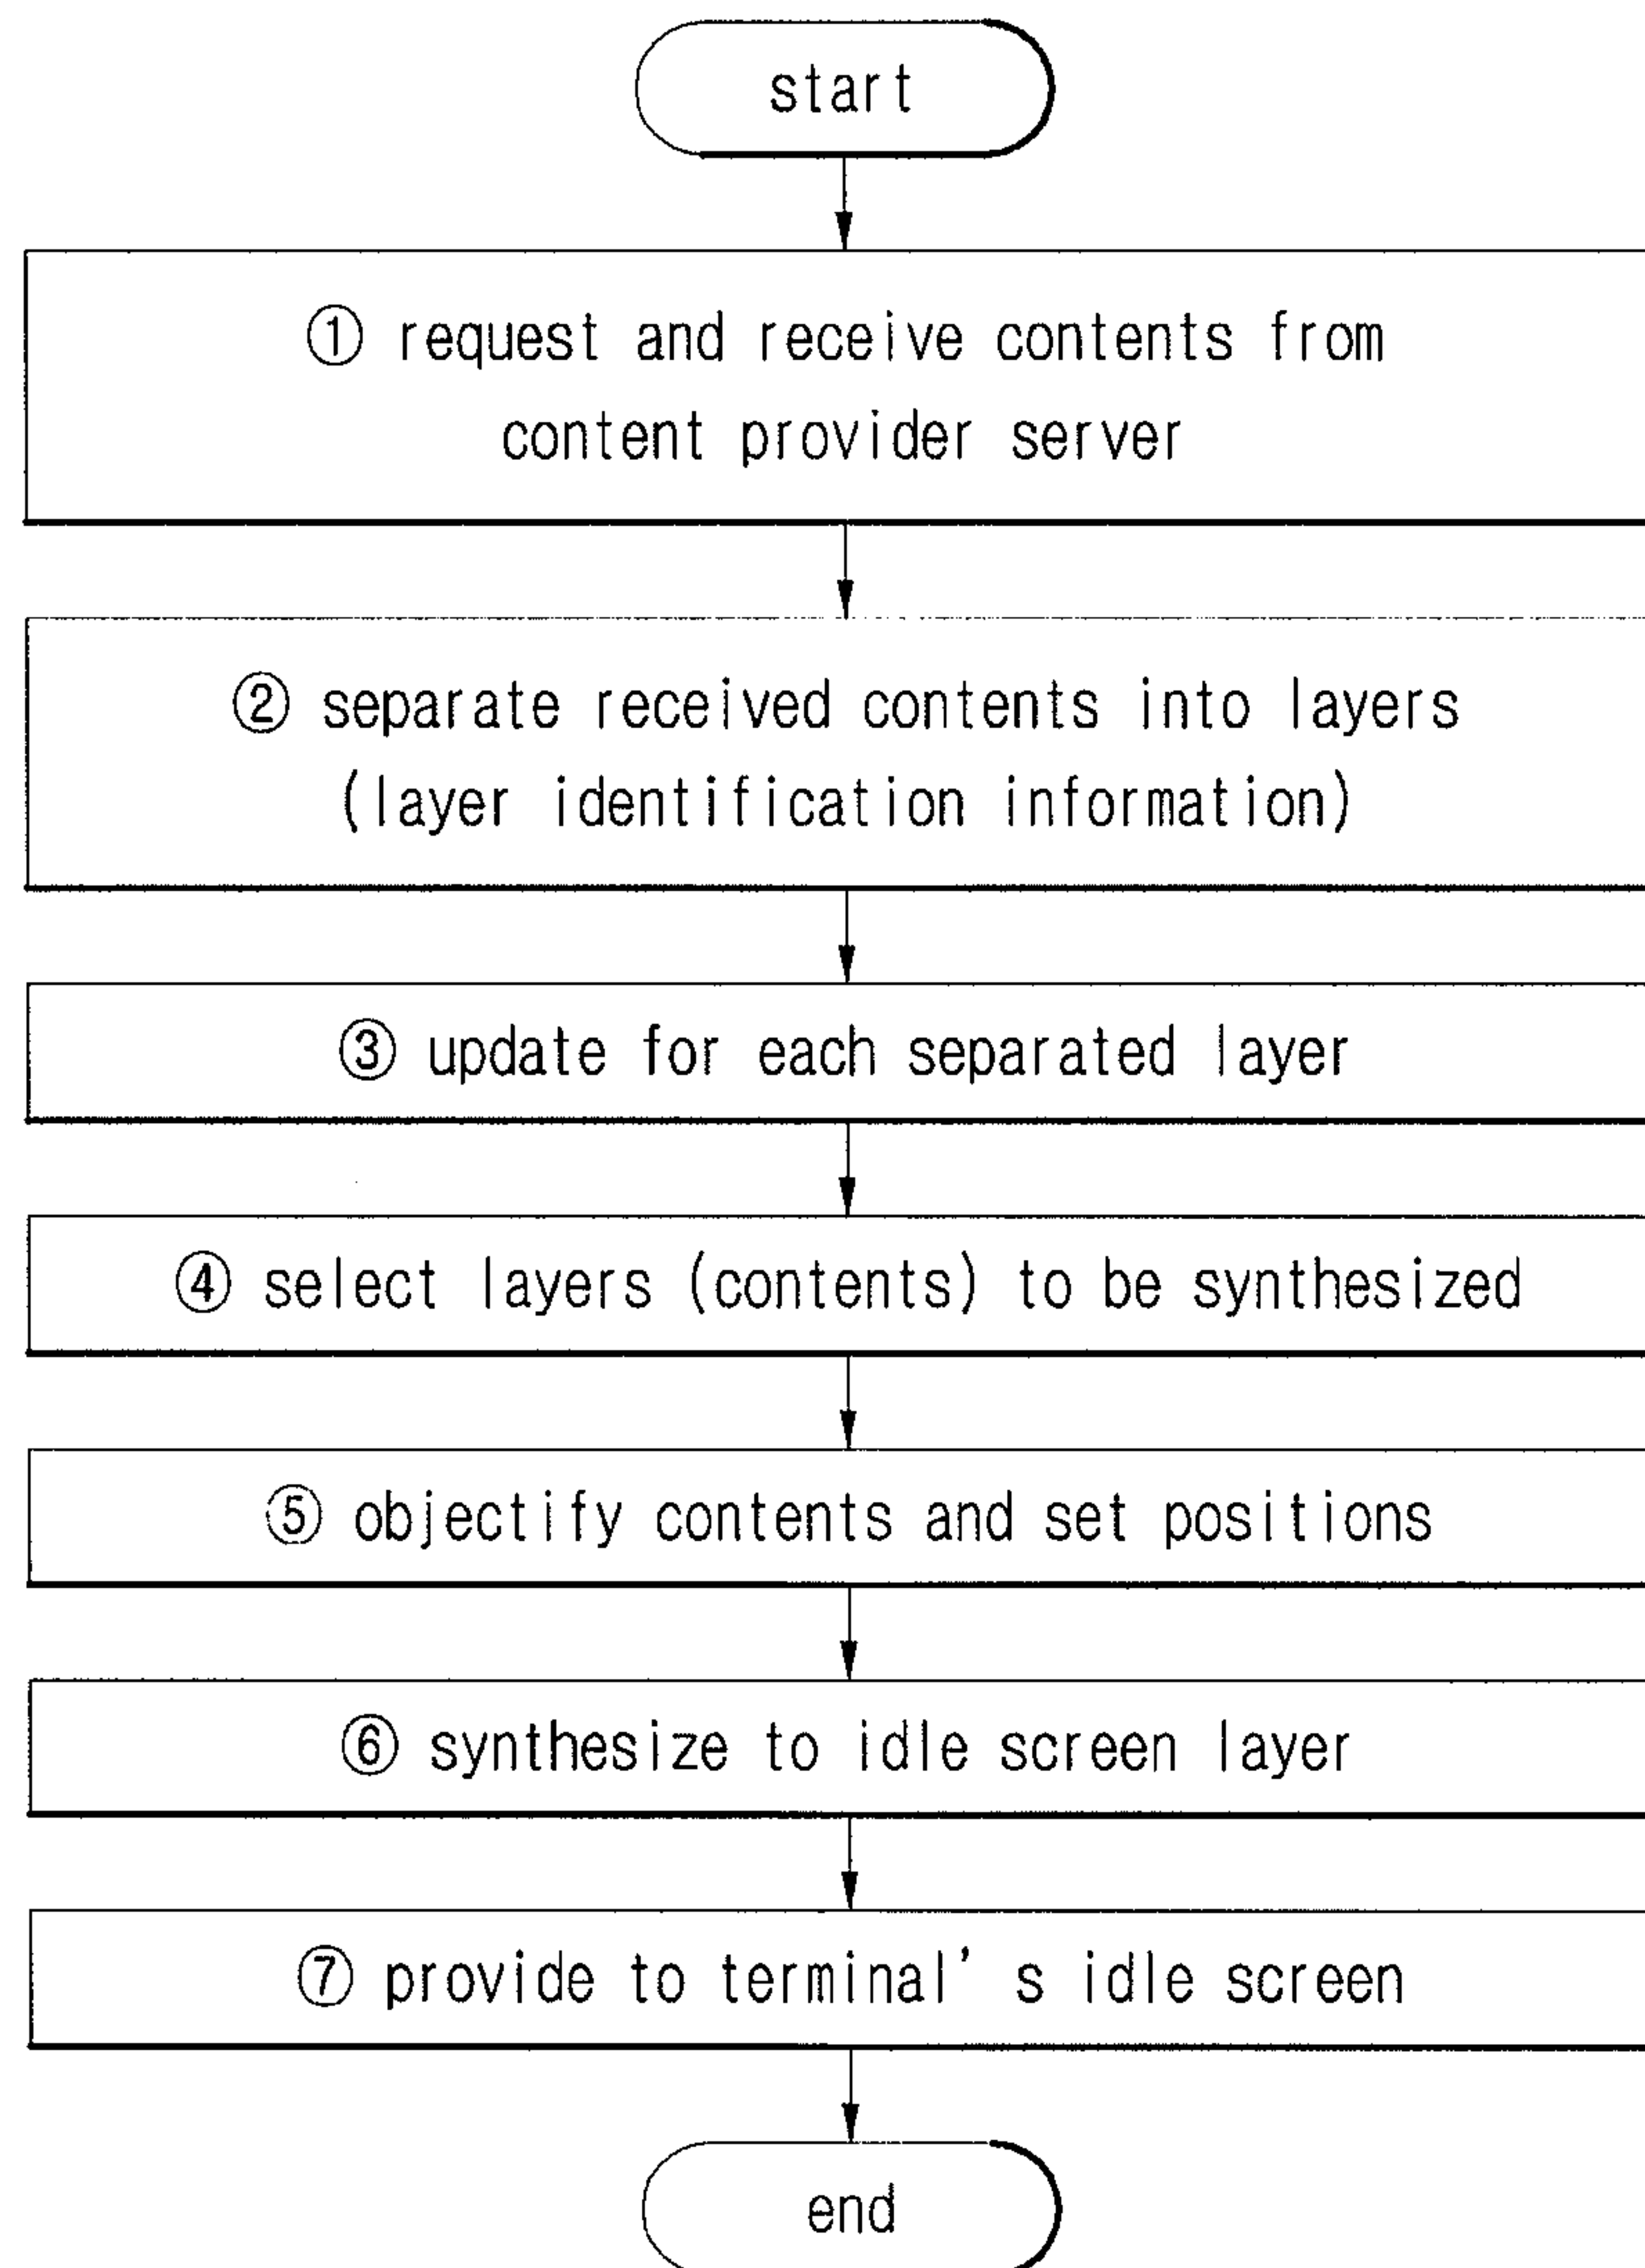 start
① request and receive contents from
content provider server
② separate received contents into layers
(layer identification information)
③ update for each separated layer
④ select layers (contents) to be synthesized
⑤ objectify contents and set positions
⑥ synthesize to idle screen layer
⑦ provide to terminal's idle screen
end